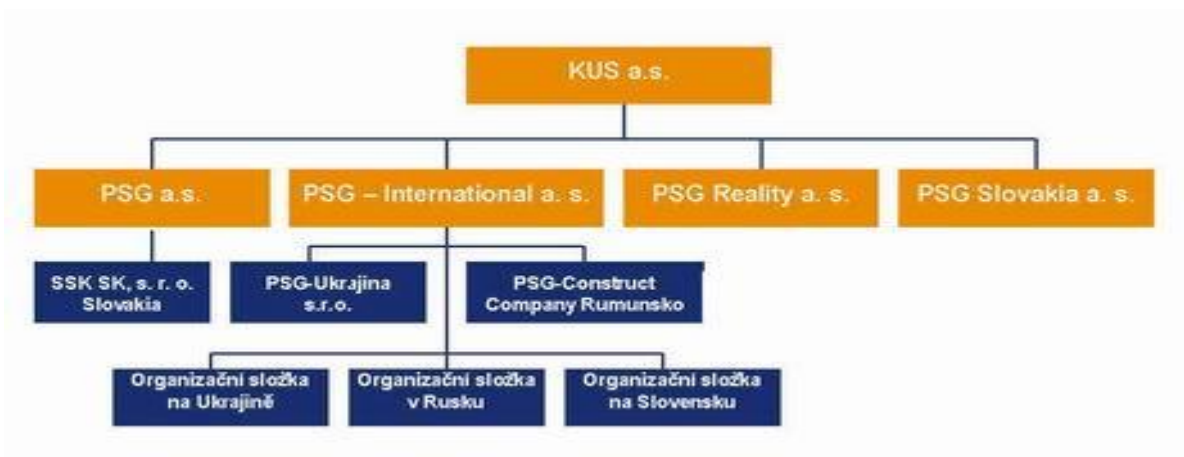 KUS a.s.
PSG a.s.
PSG – International a. s.
PSG Reality a. s.
PSG Slovakia a. s.
SSK SK, s. r. o.
Slovakia
PSG-Ukrajina
s.r.o.
PSG-Construct
Company Rumunsko
Organizační složka
na Ukrajině
Organizační složka
v Rusku
Organizační složka
na Slovensku